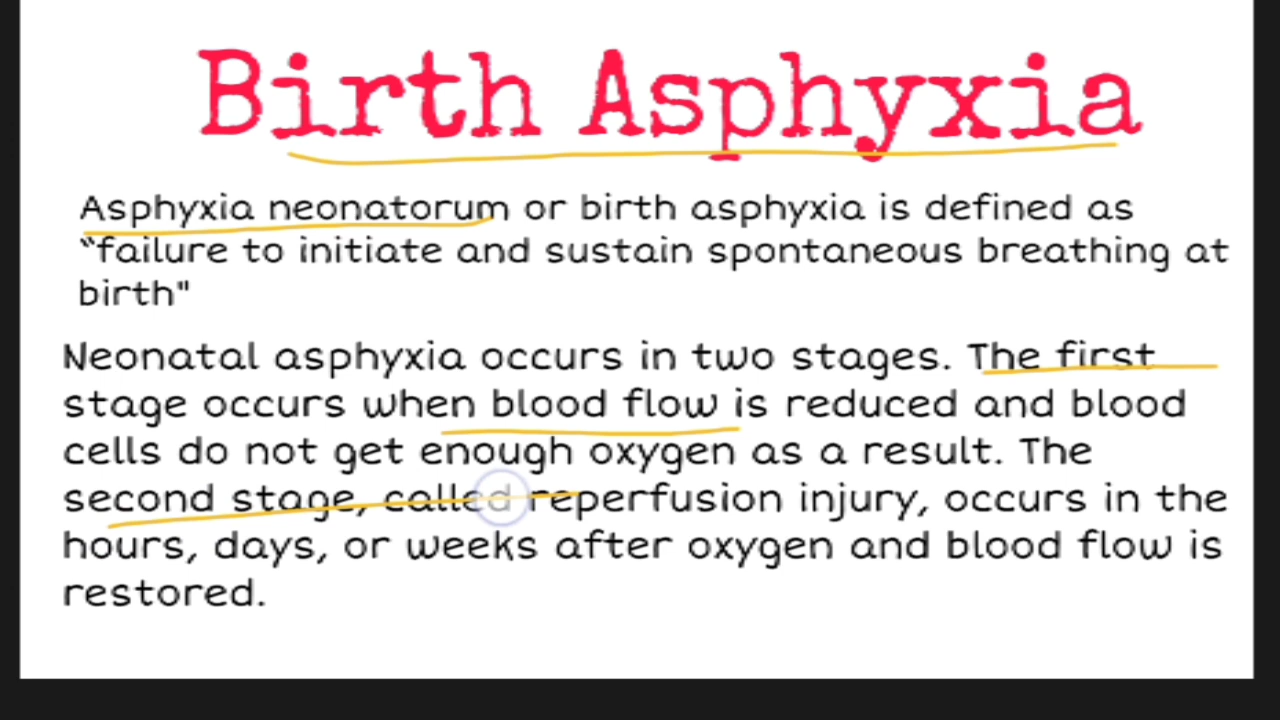 Birth Asphyxia
Asphyxia neonatorum or birth asphyxia is defined as
“failure to initiate and sustain spontaneous breathing at
birth"
Neonatal asphyxia occurs in two stages. The first
stage occurs when blood flow is reduced and blood
cells do not get enough oxygen as a result. The
second stage, called reperfusion injury, occurs in the
hours, days, or weeks after oxygen and blood flow is
restored.